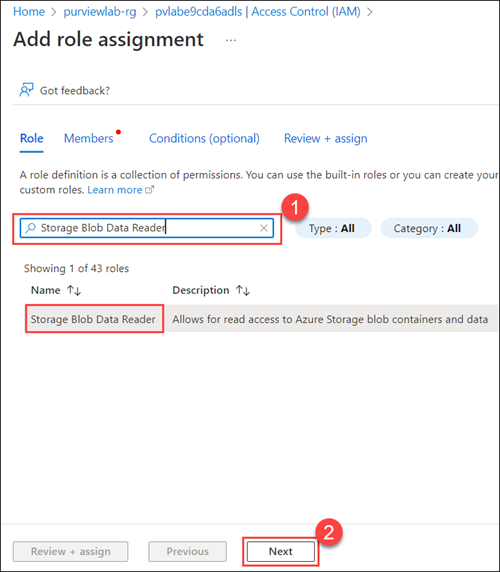 Home > purviewlab-rg > pvlabe9cda6adls | Access Control (IAM) >
Add role assignment ...
Got feedback?
Role Members Conditions (optional) Review + assign
A role definition is a collection of permissions. You can use the built-in roles or you can create your
custom roles. Learn more
1
Storage Blob Data Reader Type : All Category : All
Showing 1 of 43 roles
Name ↑↓ Description ↑↓
Storage Blob Data Reader Allows for read access to Azure Storage blob containers and data
2
Review + assign Previous Next